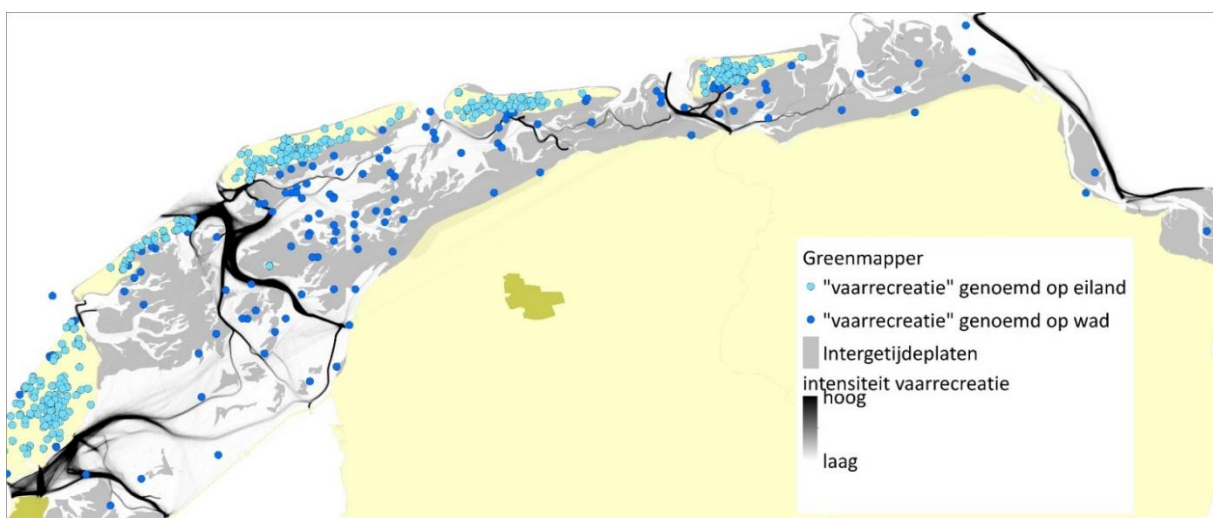 Greenmapper
"vaarrecreatie" genoemd op eiland
"vaarrecreatie" genoemd op wad
Intergetijdeplaten
intensiteit vaarrecreatie
hoog
laag